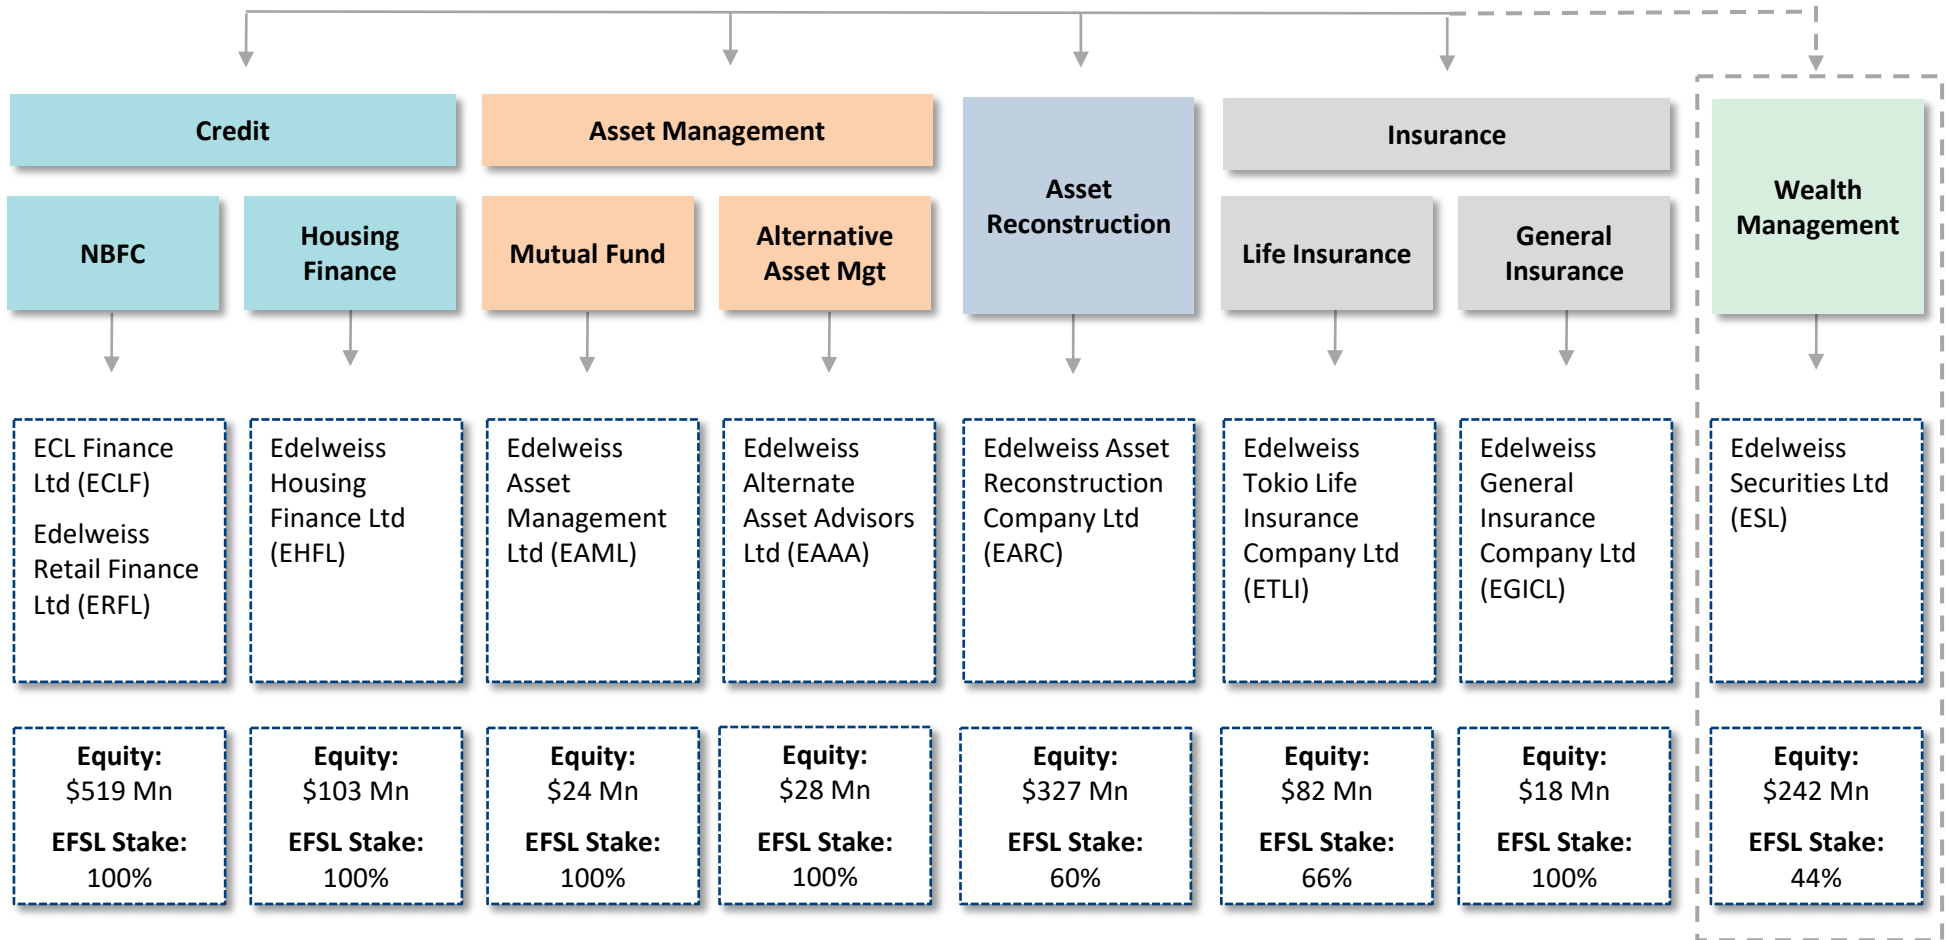 Credit
Asset Management
Asset
Reconstruction
Insurance
Wealth
Management
NBFC
Housing
Finance
Mutual Fund
Alternative
Asset Mgt
Life Insurance
General
Insurance
ECL Finance
Ltd (ECLF)
Edelweiss
Retail Finance
Ltd (ERFL)
Edelweiss
Housing
Finance Ltd
(EHFL)
Edelweiss
Asset
Management
Ltd (EAML)
Edelweiss
Alternate
Asset Advisors
Ltd (EAAA)
Edelweiss Asset
Reconstruction
Company Ltd
(EARC)
Edelweiss
Tokio Life
Insurance
Company Ltd
(ETLI)
Edelweiss
General
Insurance
Company Ltd
(EGICL)
Edelweiss
Securities Ltd
(ESL)
Equity:
$519 Mn
EFSL Stake:
100%
Equity:
$103 Mn
EFSL Stake:
100%
Equity:
$24 Mn
EFSL Stake:
100%
Equity:
$28 Mn
EFSL Stake:
100%
Equity:
$327 Mn
EFSL Stake:
60%
Equity:
$82 Mn
EFSL Stake:
66%
Equity:
$18 Mn
EFSL Stake:
100%
Equity:
$242 Mn
EFSL Stake:
44%